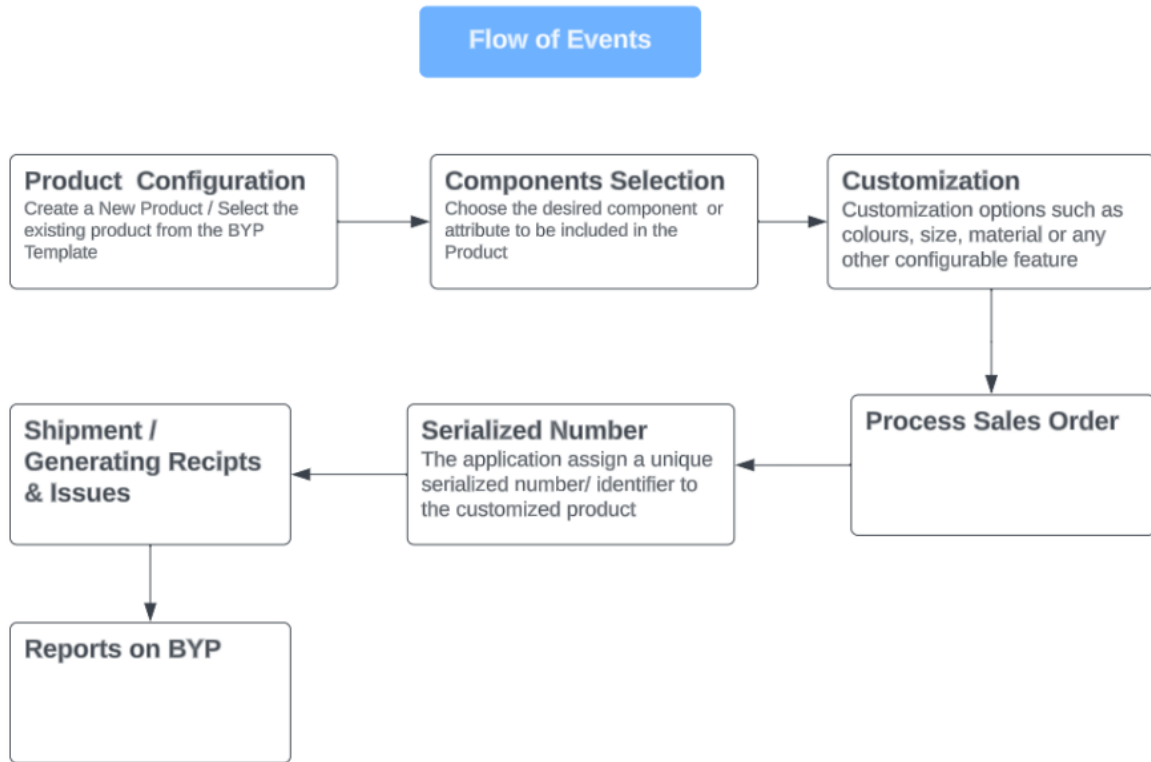 Flow of Events
Product Configuration
Create a New Product / Select the
existing product from the BYP
Template
Components Selection
Choose the desired component or
attribute to be included in the
Product
Customization
Customization options such as
colours, size, material or any
other configurable feature
Process Sales Order
Serialized Number
The application assign a unique
serialized number/ identifier to
the customized product
Shipment /
Generating Recipts
& Issues
Reports on BYP